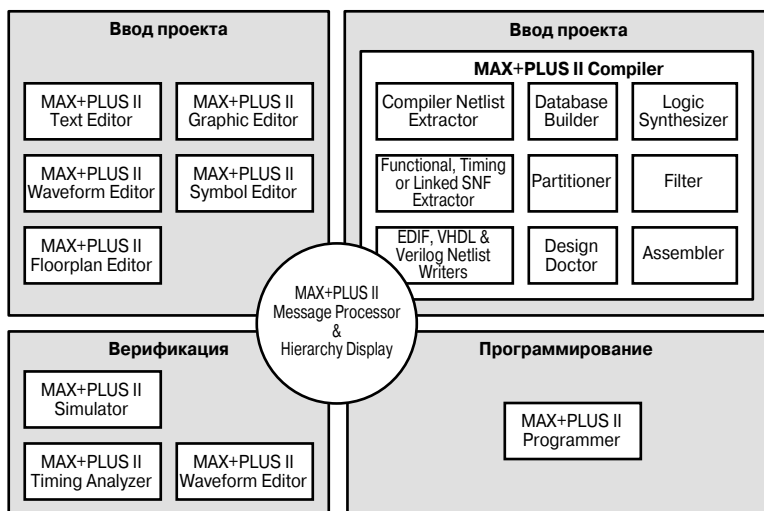 Ввод проекта
MAX+PLUS II
Text Editor
MAX+PLUS II
Graphic Editor
MAX+PLUS II
Waveform Editor
MAX+PLUS II
Symbol Editor
MAX+PLUS II
Floorplan Editor
Ввод проекта
MAX+PLUS II Compiler
Compiler Netlist
Extractor
Database
Builder
Logic
Synthesizer
Functional, Timing
or Linked SNF
Extractor
Partitioner
Filter
EDIF, VHDL &
Verilog Netlist
Writers
Design
Doctor
Assembler
MAX+PLUS II
Message Processor
&
Hierarchy Display
Верификация
MAX+PLUS II
Simulator
MAX+PLUS II
Timing Analyzer
MAX+PLUS II
Waveform Editor
Программирование
MAX+PLUS II
Programmer